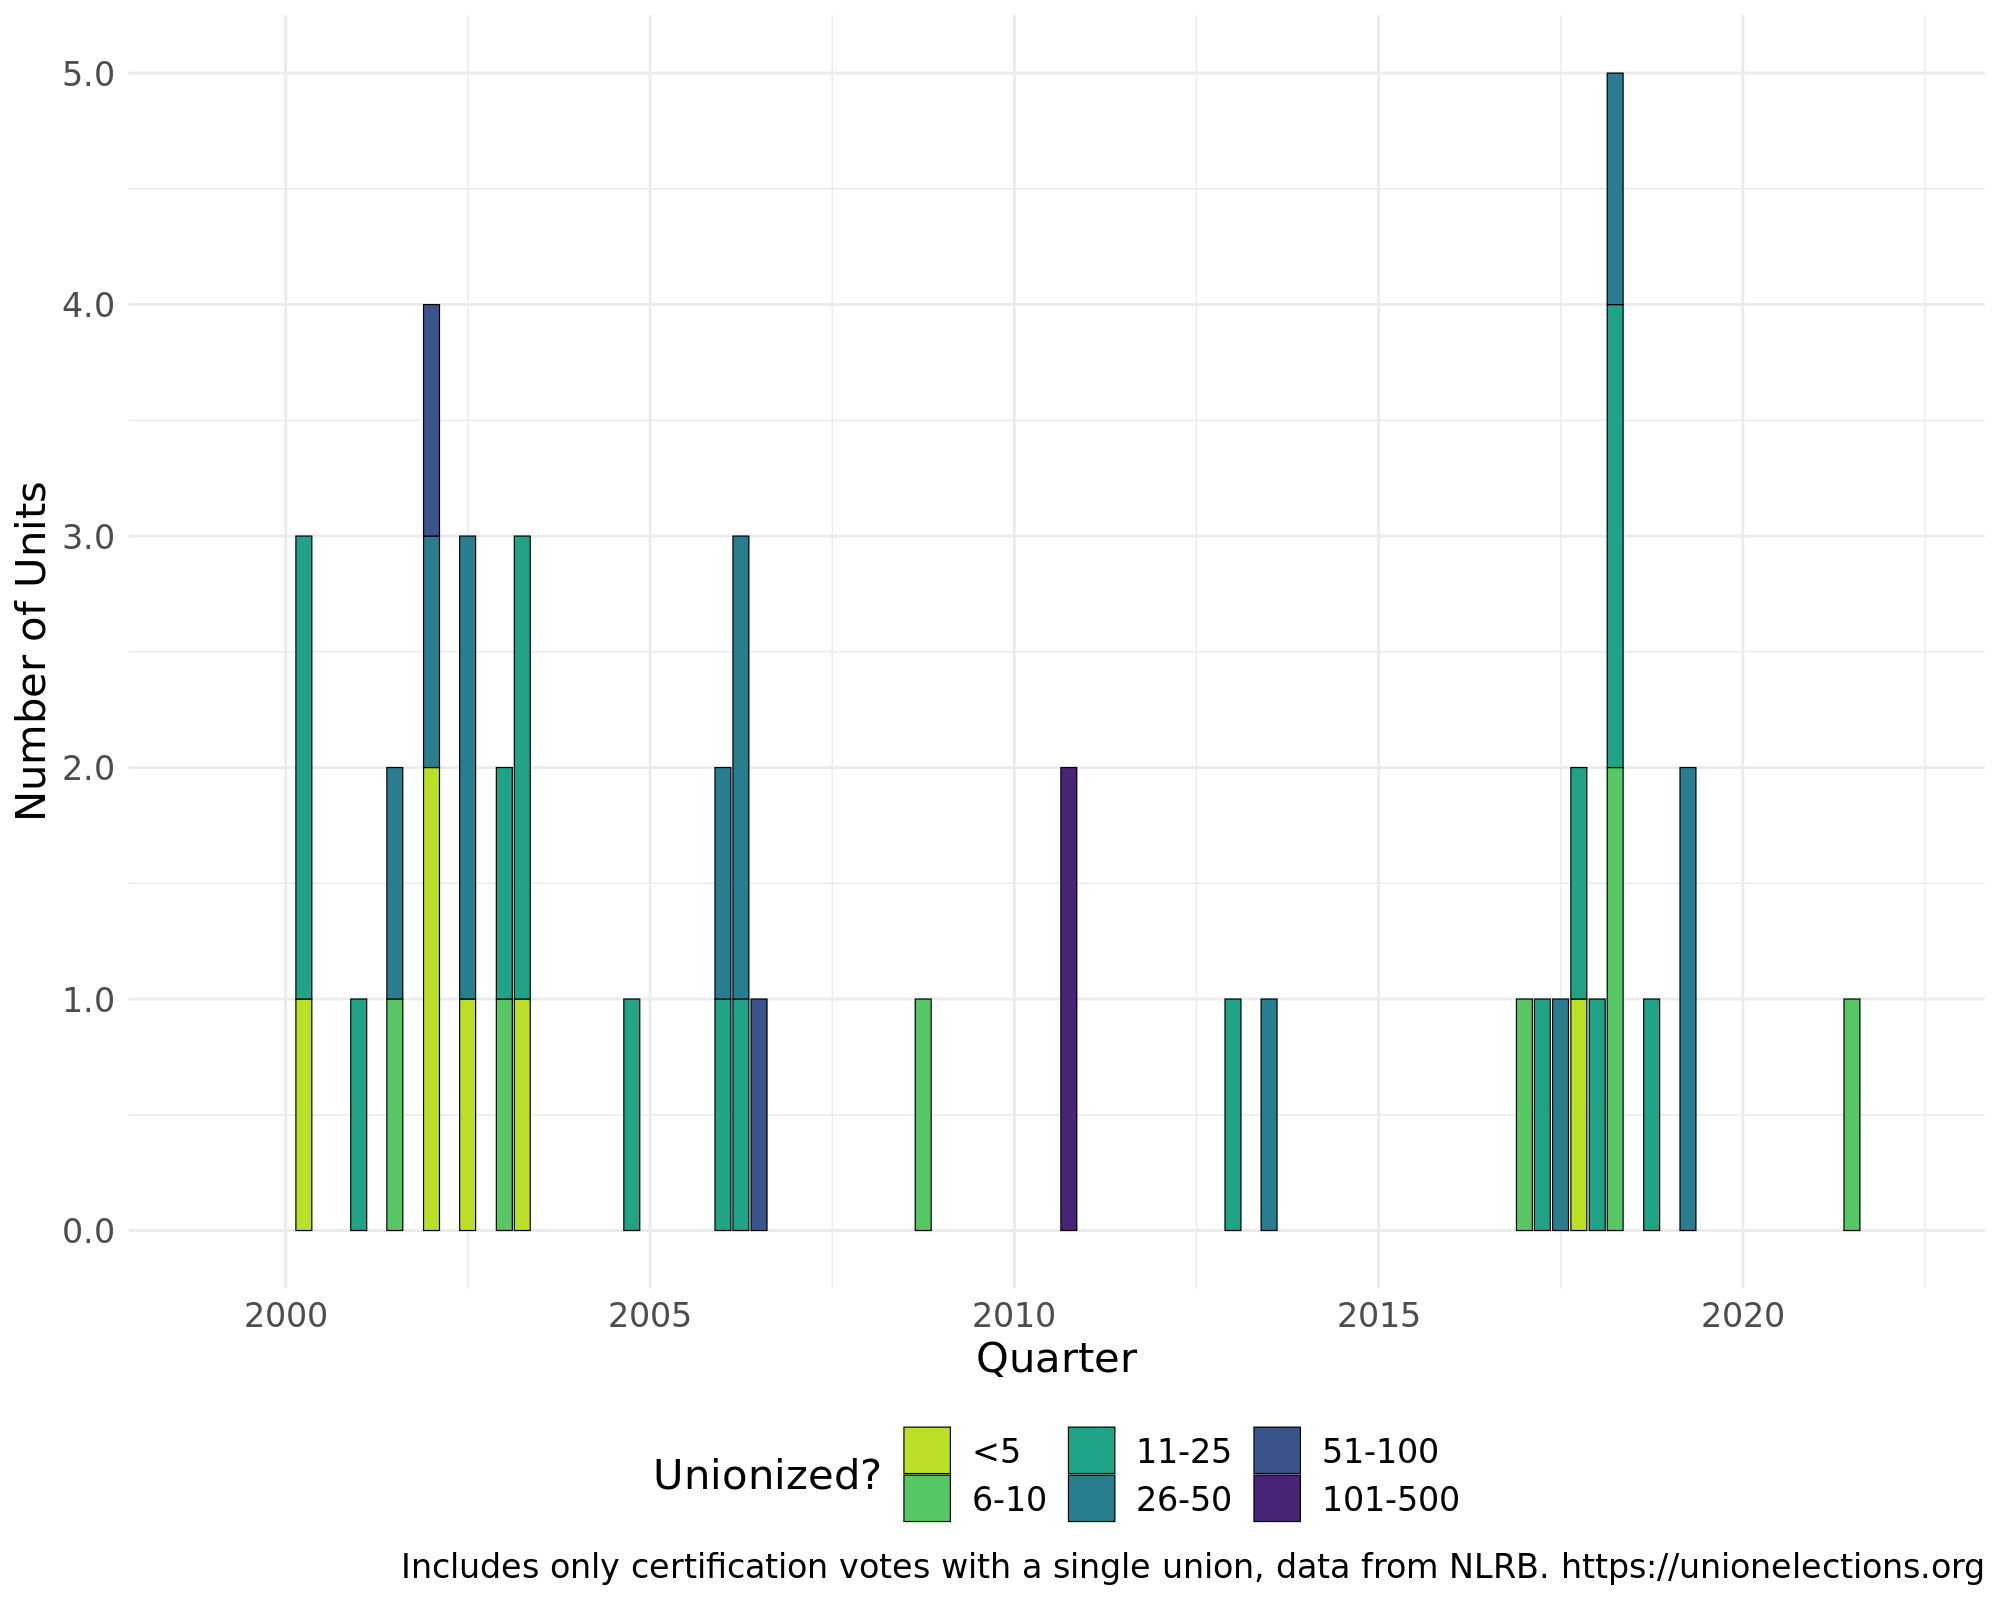 5.0
4.0
3.0
2.0
1.0
0.0
Number of Units
2000 2005 2010 2015 2020
Quarter
Unionized?
<5 11-25 51-100
6-10 26-50 101-500
Includes only certification votes with a single union, data from NLRB. https://unionelections.org